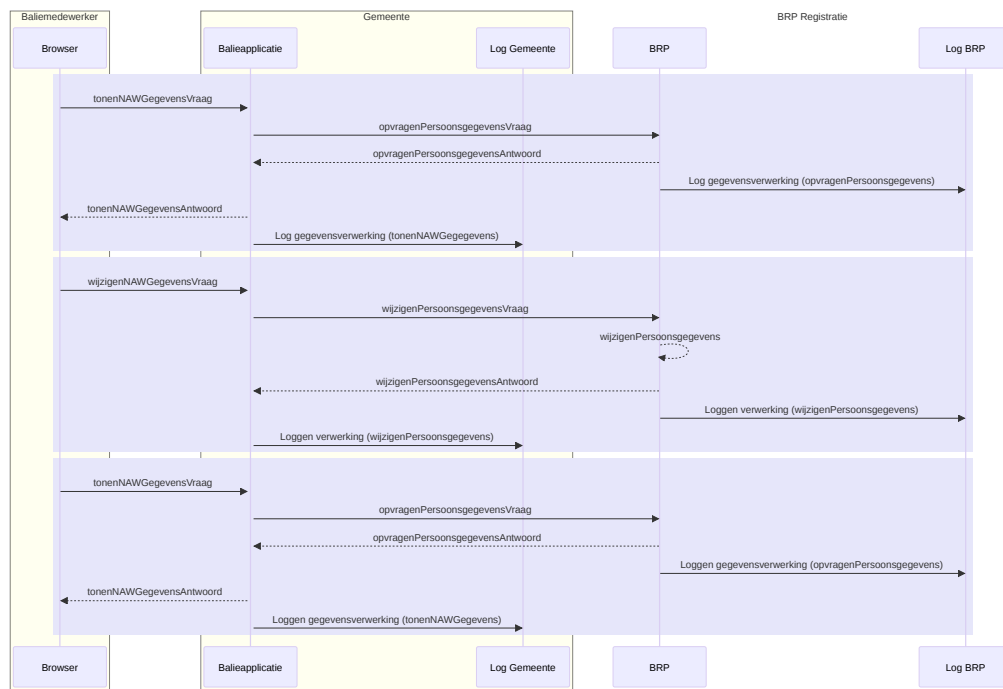 Baliemedewerker
Gemeente
BRP Registratie
Browser
Balieapplicatie
Log Gemeente
BRP
Log BRP
tonenNAWGegevensVraag
opvragenPersoonsgegevensVraag
opvragenPersoonsgegevensAntwoord
Log gegevensverwerking (opvragenPersoonsgegevens)
tonenNAWGegevensAntwoord
Log gegevensverwerking (tonenNAWGegegevens)
wijzigenNAWGegevensVraag
wijzigenPersoonsgegevensVraag
wijzigenPersoonsgegevens
wijzigenPersoonsgegevensAntwoord
Loggen verwerking (wijzigenPersoonsgegevens)
Loggen verwerking (wijzigenPersoonsgegevens)
tonenNAWGegevensVraag
opvragenPersoonsgegevensVraag
opvragenPersoonsgegevensAntwoord
Loggen gegevensverwerking (opvragenPersoonsgegevens)
tonenNAWGegevensAntwoord
Loggen gegevensverwerking (tonenNAWGegevens)
Browser
Balieapplicatie
Log Gemeente
BRP
Log BRP